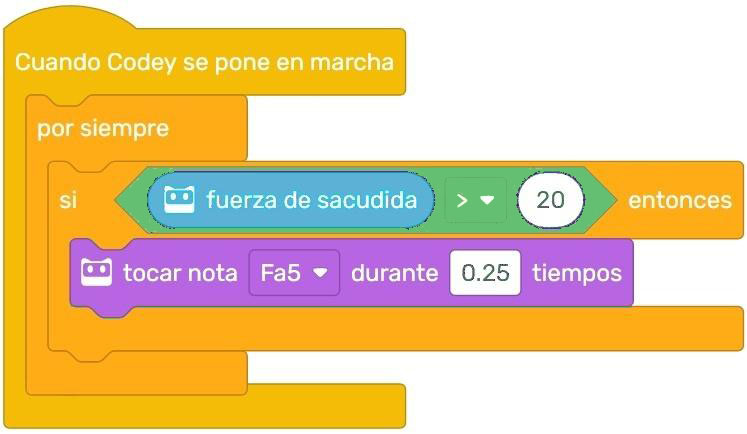 Cuando Codey se pone en marcha
por siempre
si fuerza de sacudida > 20 entonces
tocar nota Fa5 durante 0.25 tiempos